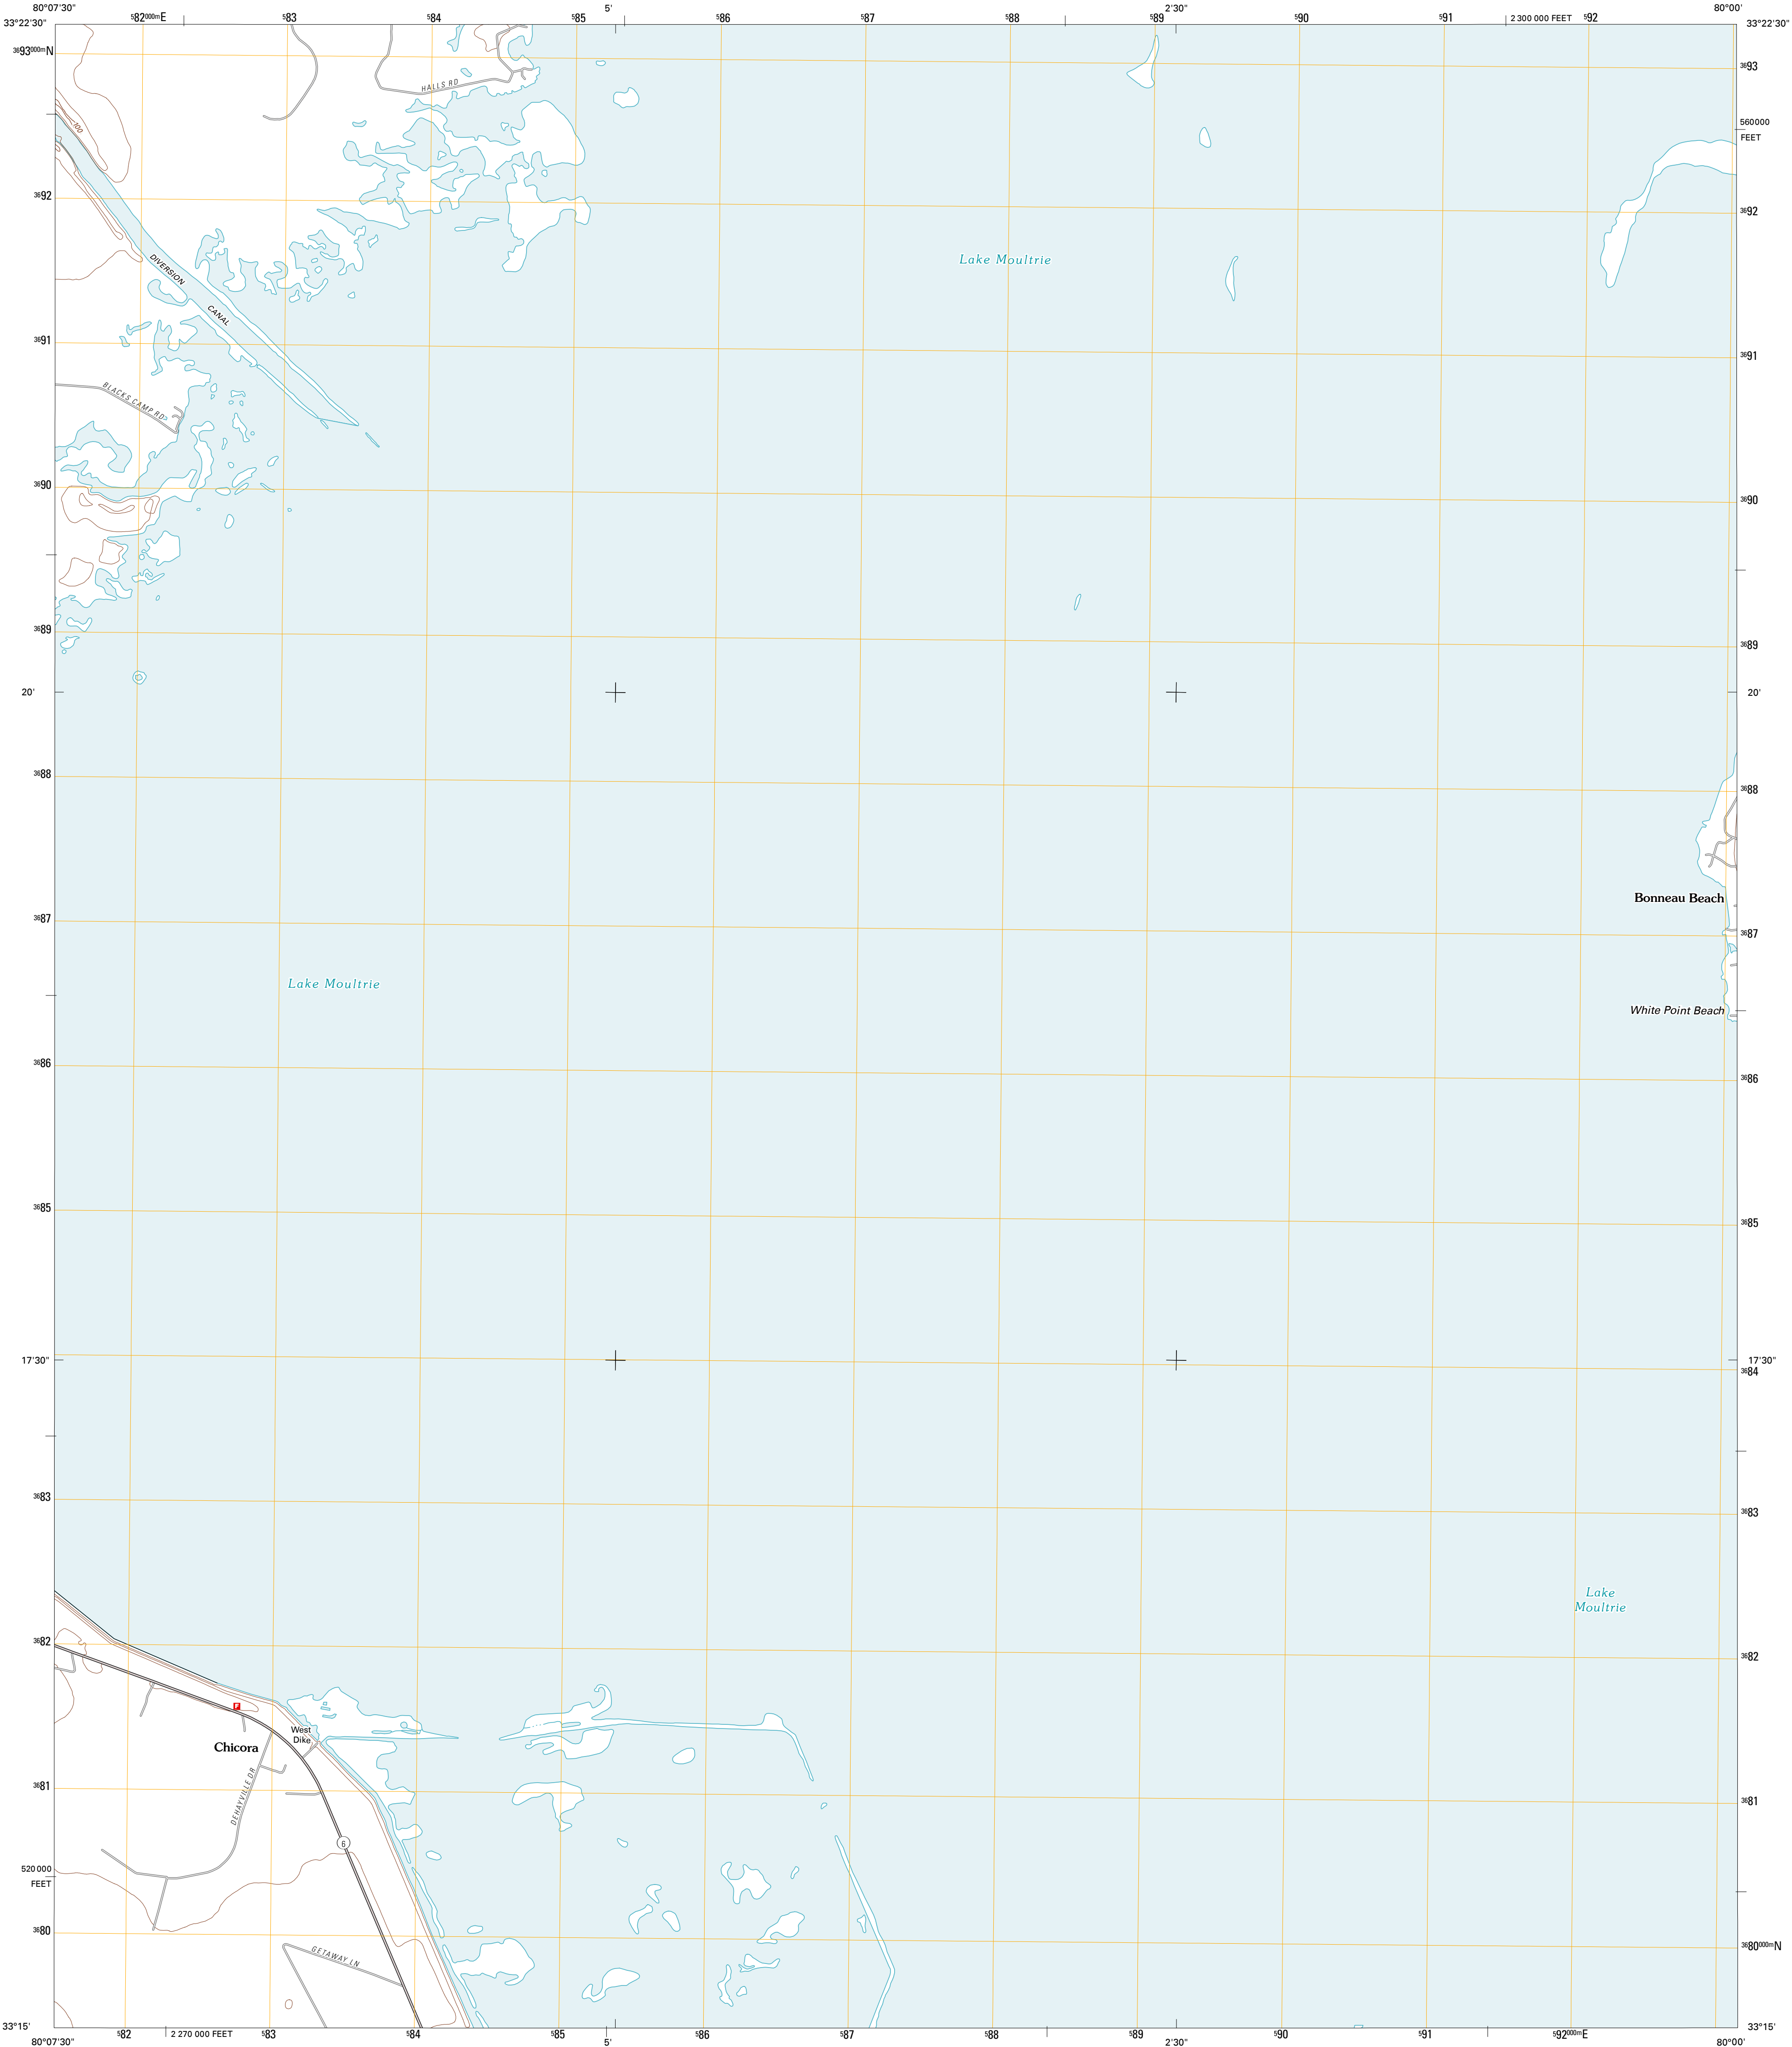 80°07'30" ⁵82⁰⁰⁰ᵐE ⁵83 ⁵84 ⁵85 5' ⁵86 ⁵87 ⁵88 ⁵89 2'30" ⁵90 ⁵91 2 300 000 FEET ⁵92 80°00'
33°22'30" 33°22'30"
³⁶93⁰⁰⁰ᵐN ³⁶93
HALLS RD
100
560000
FEET
³⁶92 ³⁶92
DIVERSION
Lake Moultrie
CANAL
³⁶91 ³⁶91
BLACKS CAMP RD
³⁶90 ³⁶90
³⁶89 ³⁶89
20' 20'
³⁶88 ³⁶88
Bonneau Beach
³⁶87 ³⁶87
Lake Moultrie
White Point Beach
³⁶86 ³⁶86
³⁶85 ³⁶85
17'30" 17'30"
³⁶84
³⁶83 ³⁶83
Lake
Moultrie
³⁶82 ³⁶82
F
West
Dike
Chicora
³⁶81 ³⁶81
DEHAYVILLE DR
6
520 000
FEET
³⁶80 ³⁶80⁰⁰⁰ᵐN
GETAWAY LN
33°15' 33°15'
80°07'30" ⁵82 2 270 000 FEET ⁵83 ⁵84 ⁵85 5' ⁵86 ⁵87 ⁵88 ⁵89 2'30" ⁵90 ⁵91 ⁵92⁰⁰⁰ᵐE 80°00'